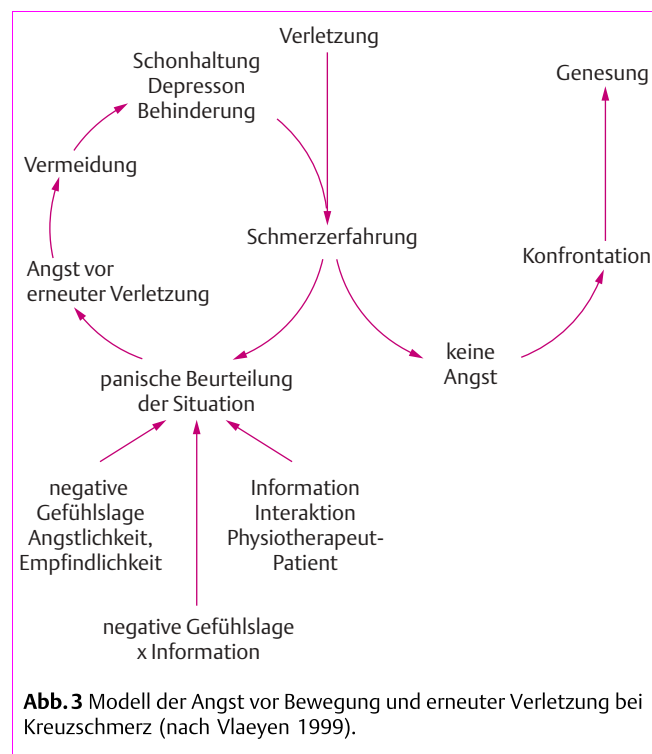 Verletzung
Schonhaltung
Depresson
Behinderung
Genesung
Vermeidung
Schmerzerfahrung
Konfrontation
Angst vor
erneuter Verletzung
keine
Angst
panische Beurteilung
der Situation
negative
Gefühlslage
Angstlichkeit,
Empfindlichkeit
Information
Interaktion
Physiotherapeut-
Patient
negative Gefühlslage
x Information
Abb. 3 Modell der Angst vor Bewegung und erneuter Verletzung bei
Kreuzschmerz (nach Vlaeyen 1999).